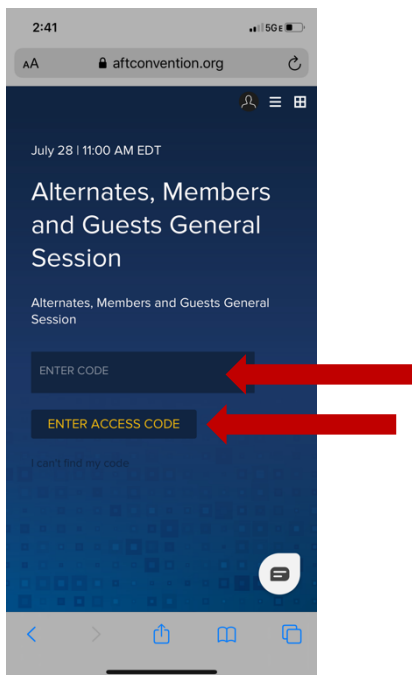 2:41
5GE
AA
aftconvention.org
July 28 | 11:00 AM EDT
Alternates, Members
and Guests General
Session
Alternates, Members and Guests General
Session
ENTER CODE
ENTER ACCESS CODE
I can't find my code